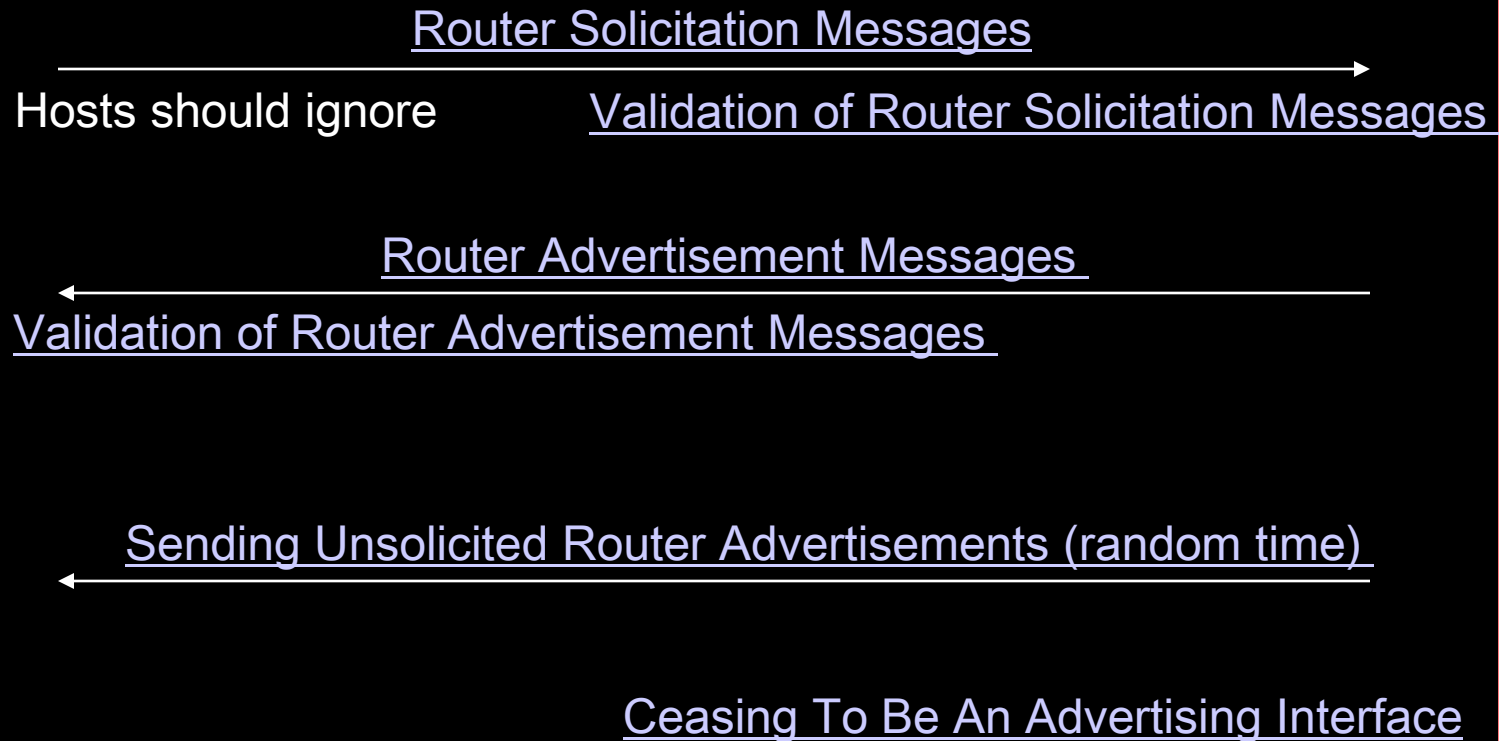 Router Solicitation Messages
Hosts should ignore
Validation of Router Solicitation Messages
Router Advertisement Messages
Validation of Router Advertisement Messages
Sending Unsolicited Router Advertisements (random time)
Ceasing To Be An Advertising Interface